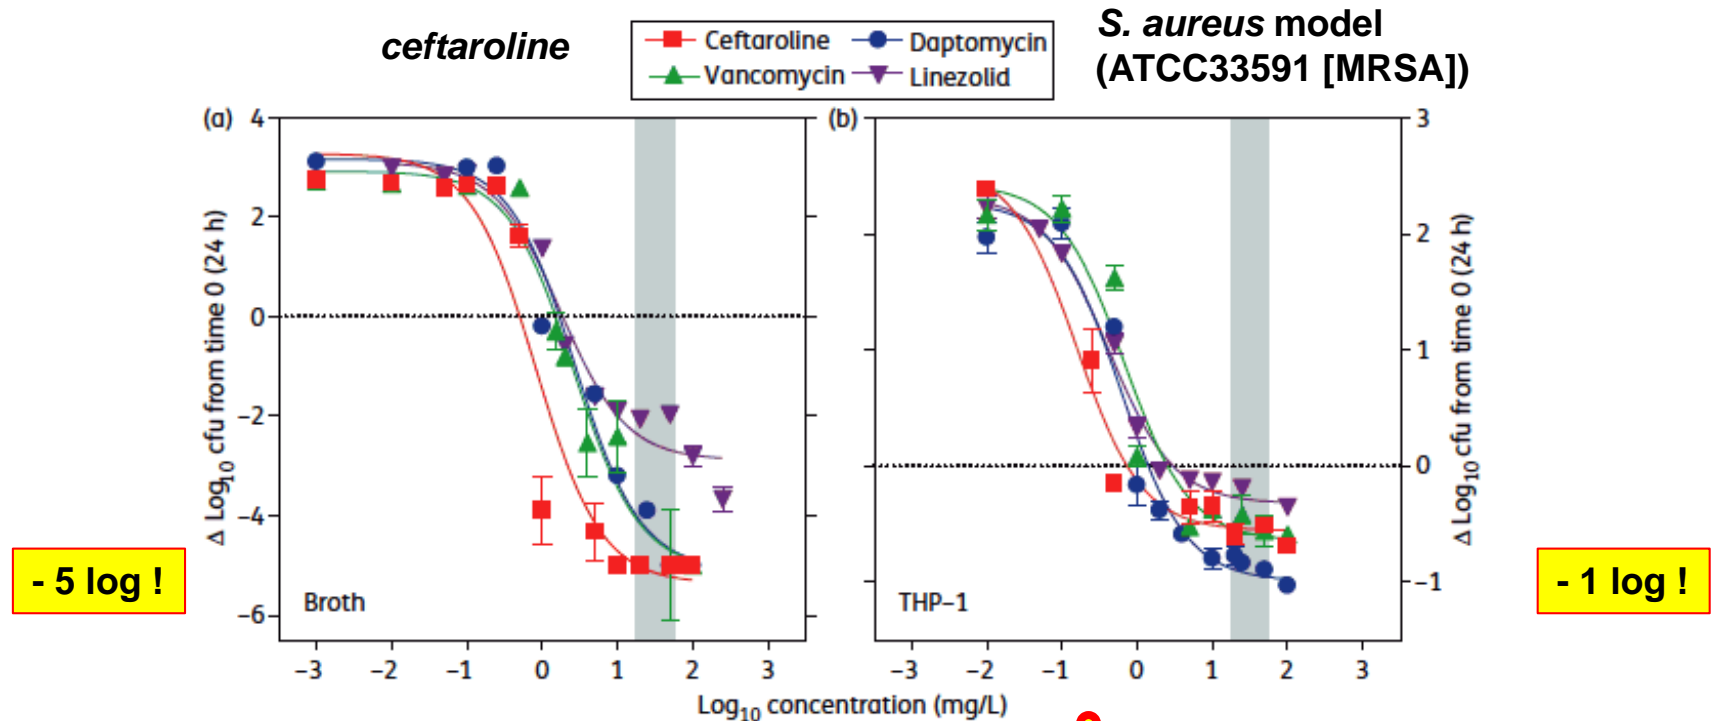 ceftaroline
S. aureus model
(ATCC33591 [MRSA])
Ceftaroline
Daptomycin
Vancomycin
Linezolid
(a)
4
2
0
−2
−4
−6
Δ Log10 cfu from time 0 (24 h)
Broth
−3 −2 −1 0 1 2 3
(b)
3
2
1
0
−1
Δ Log10 cfu from time 0 (24 h)
THP−1
−3 −2 −1 0 1 2 3
Log10 concentration (mg/L)
- 5 log !
- 1 log !